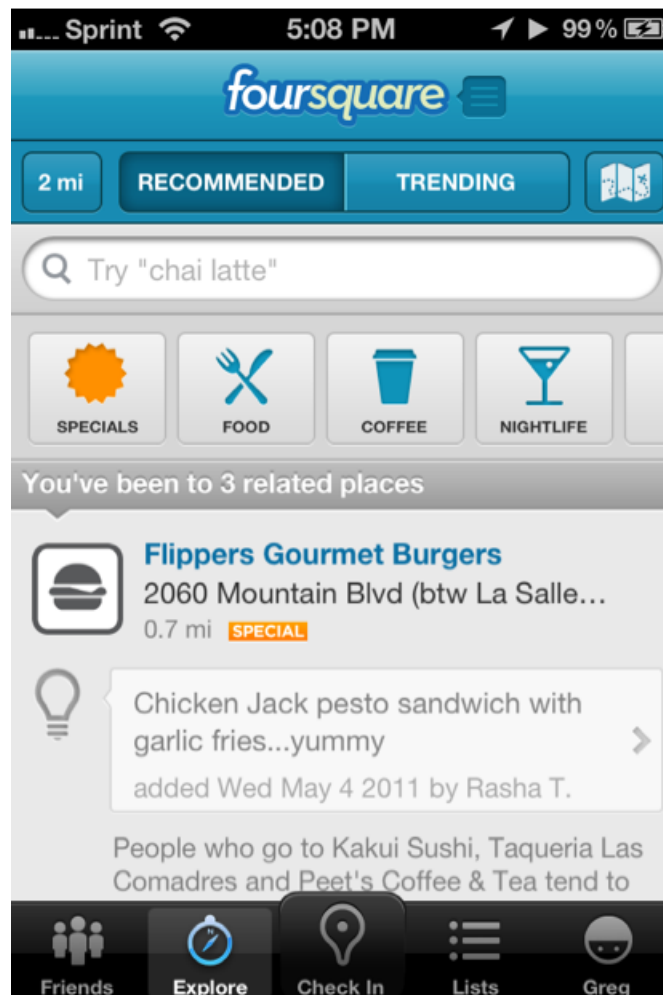 Sprint 5:08 PM 99%
foursquare
2 mi RECOMMENDED TRENDING
Try "chai latte"
SPECIALS FOOD COFFEE NIGHTLIFE
You've been to 3 related places
Flippers Gourmet Burgers
2060 Mountain Blvd (btw La Salle...
0.7 mi SPECIAL
Chicken Jack pesto sandwich with
garlic fries...yummy
added Wed May 4 2011 by Rasha T.
People who go to Kakui Sushi, Taqueria Las
Comadres and Peet's Coffee & Tea tend to
Friends Explore Check In Lists Greg